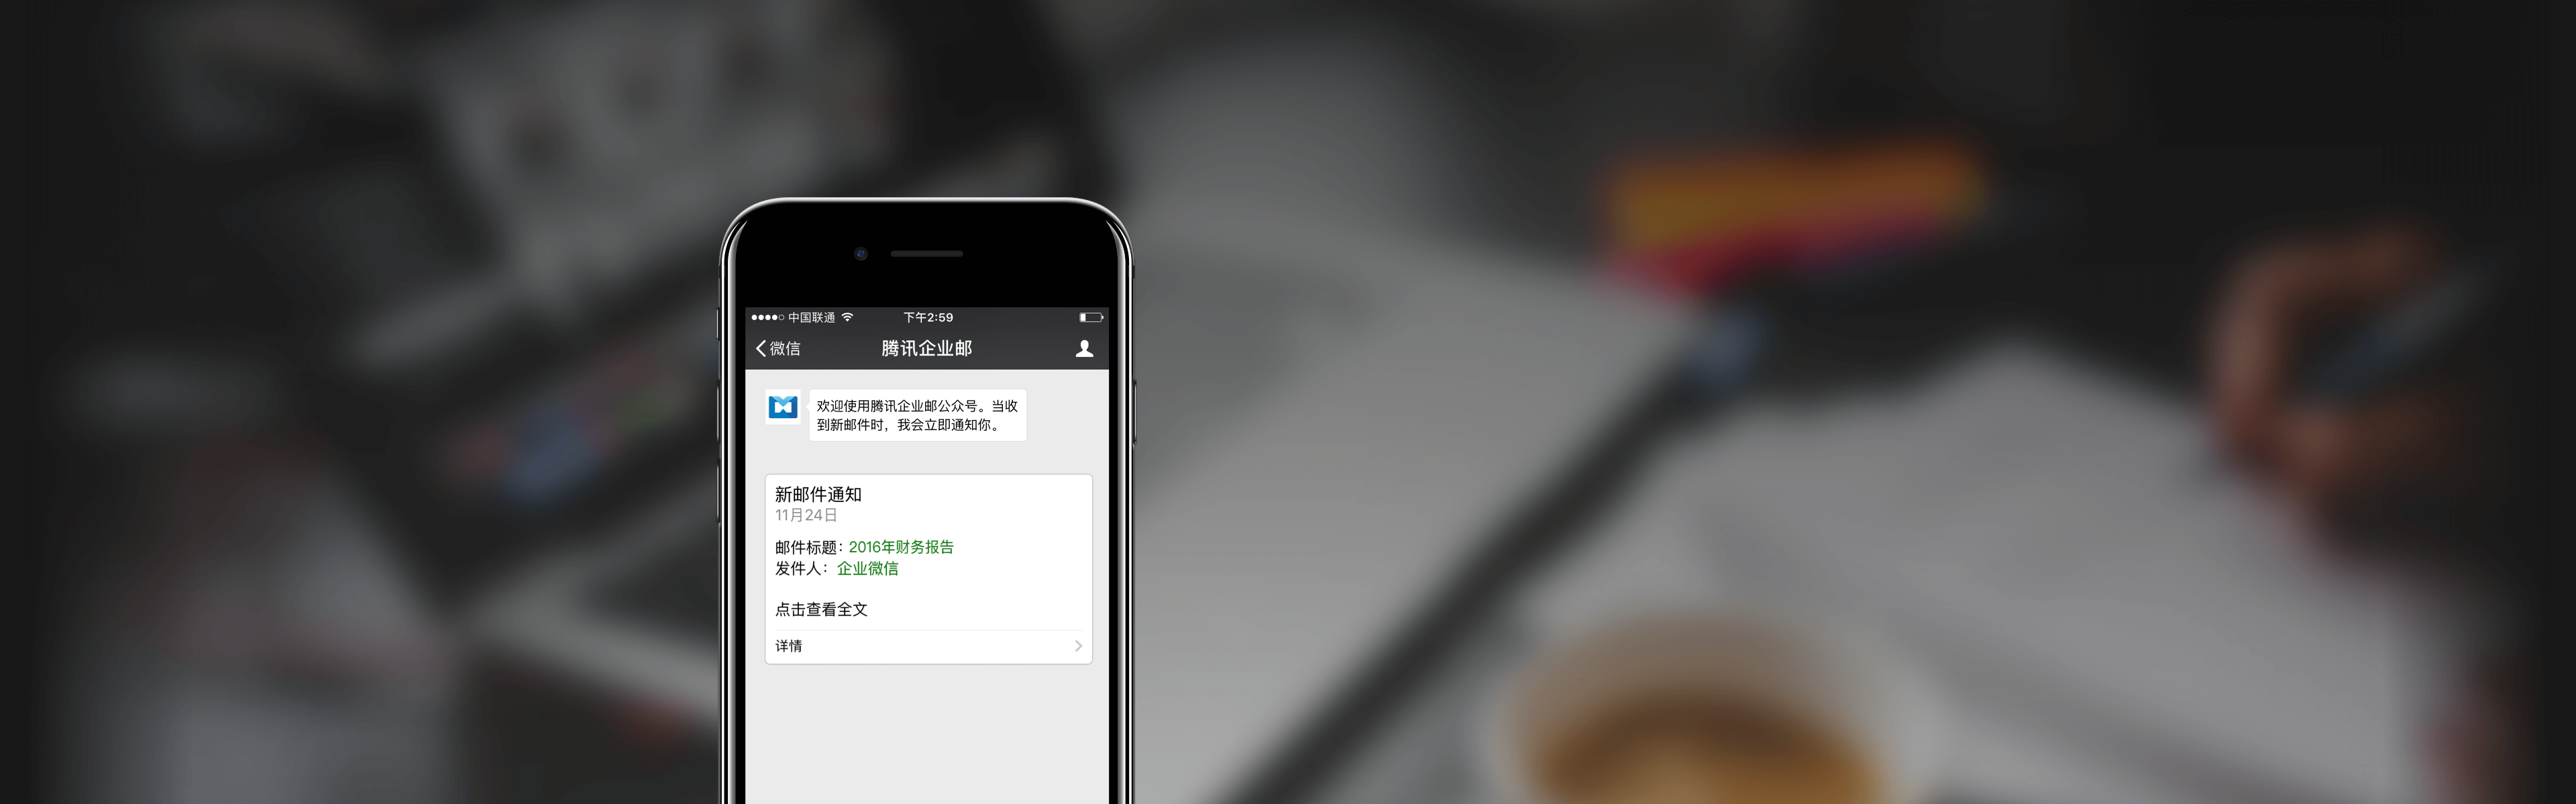 中国联通
下午2:59
微信
腾讯企业邮
欢迎使用腾讯企业邮公众号。当收
到新邮件时，我会立即通知你。
新邮件通知
11月24日
邮件标题：2016年财务报告
发件人：企业微信
点击查看全文
详情